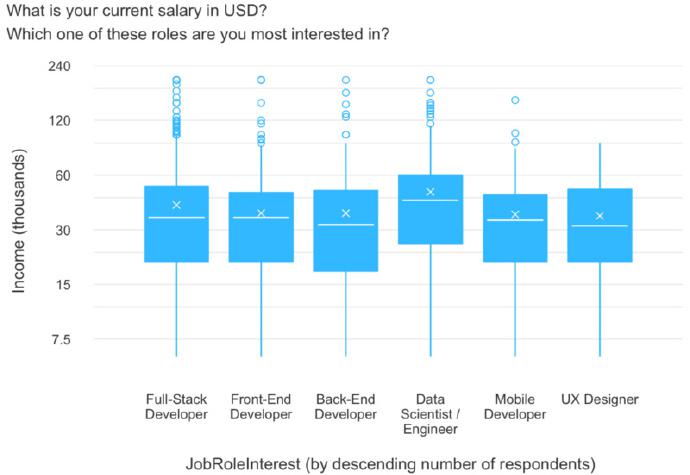 What is your current salary in USD?
Which one of these roles are you most interested in?
240
120
60
30
15
7.5
Income (thousands)
Full-Stack
Developer
Front-End
Developer
Back-End
Developer
Data
Scientist /
Engineer
Mobile
Developer
UX Designer
JobRoleInterest (by descending number of respondents)